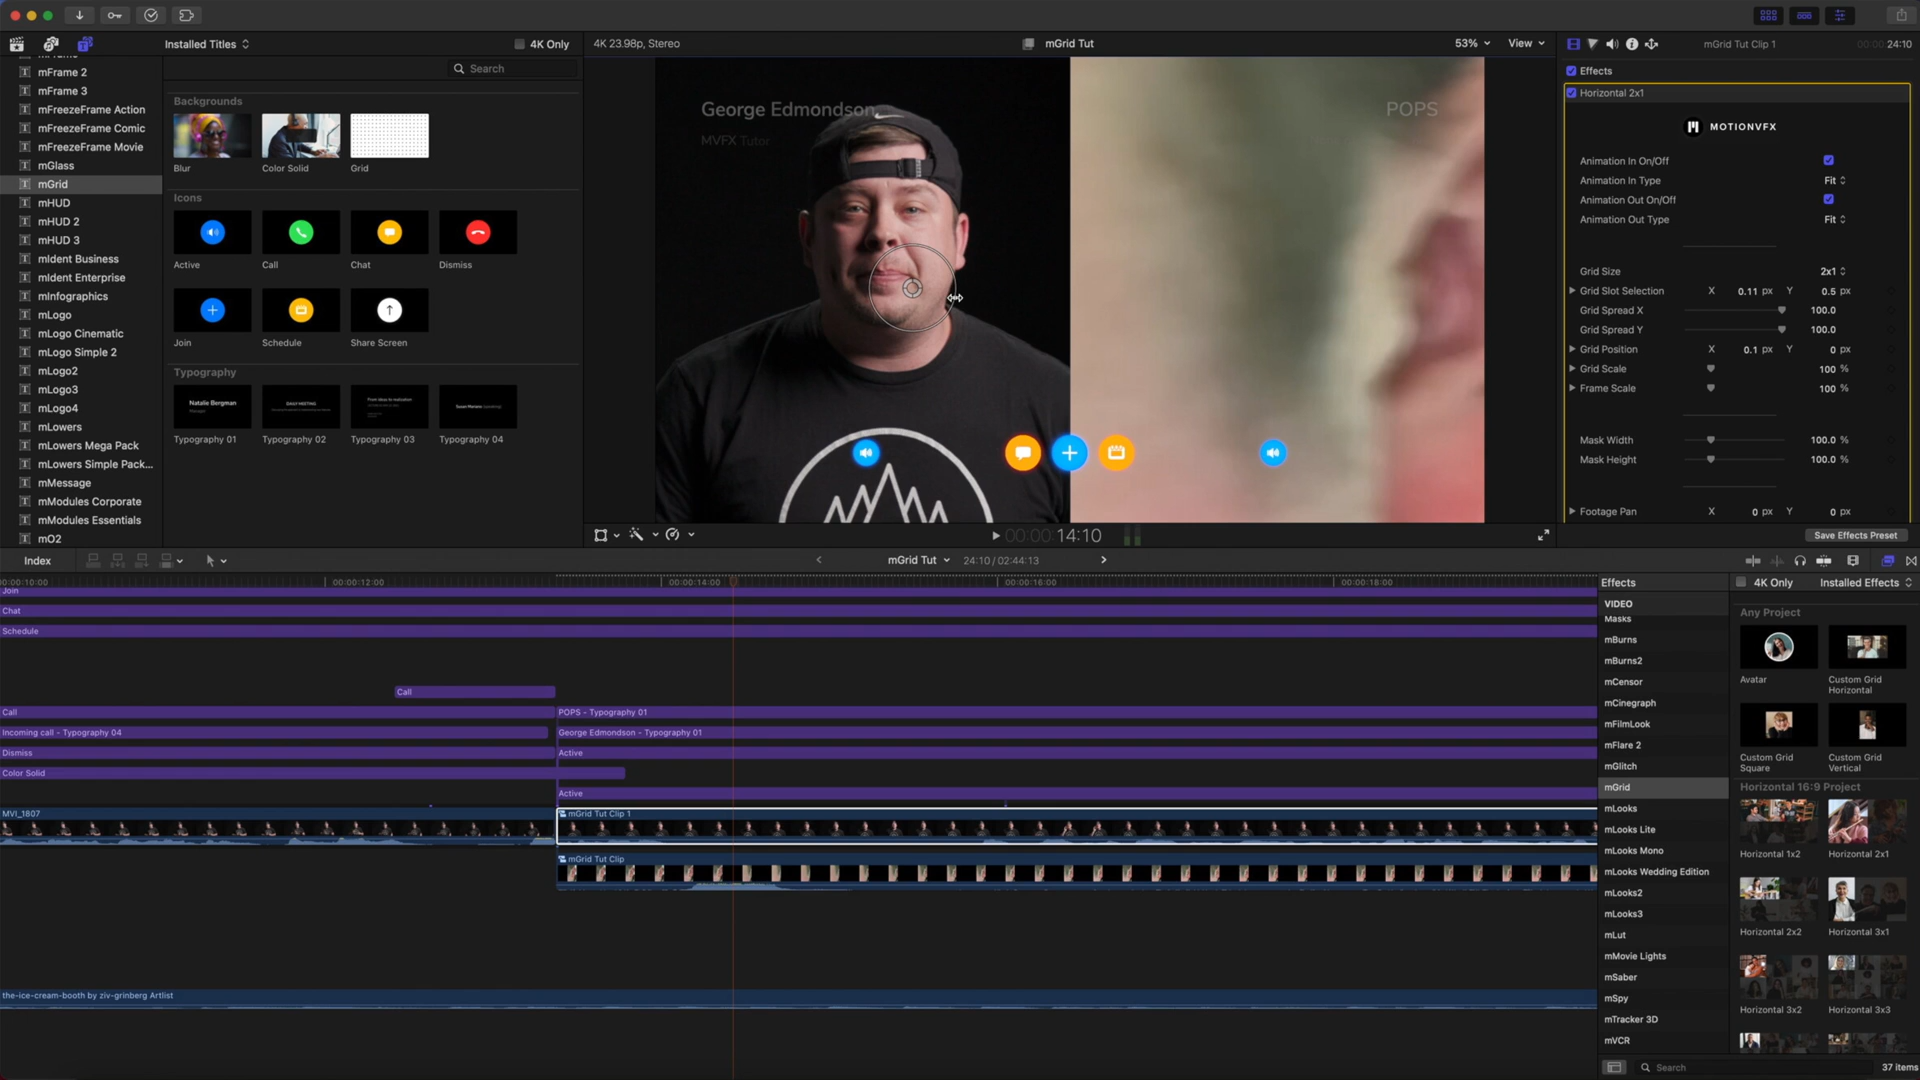 Installed Titles
4K Only
4K 23.98p, Stereo
mGrid Tut
53%
View
mGrid Tut Clip 1
00:00:24:10
mFrame
mFrame 2
mFrame 3
mFreezeFrame Action
mFreezeFrame Comic
mFreezeFrame Movie
mGlass
mGrid
mHUD
mHUD 2
mHUD 3
mIdent Business
mIdent Enterprise
mInfographics
mLogo
mLogo Cinematic
mLogo Simple 2
mLogo2
mLogo3
mLogo4
mLowers
mLowers Mega Pack
mLowers Simple Pack...
mMessage
mModules Corporate
mModules Essentials
mO2
Search
Backgrounds
Blur
Color Solid
Grid
Icons
Active
Call
Chat
Dismiss
Join
Schedule
Share Screen
Typography
Natalie Bergman
Manager
DAILY MEETING
From ideas to realization
Susan Mariano (speaking)
Typography 01
Typography 02
Typography 03
Typography 04
George Edmondson
MVFX Tutor
POPS
00:00:14:10
Effects
Horizontal 2x1
MOTIONVFX
Animation In On/Off
Animation In Type Fit
Animation Out On/Off
Animation Out Type Fit
Grid Size 2x1
Grid Slot Selection X 0.11 px Y 0.5 px
Grid Spread X 100.0
Grid Spread Y 100.0
Grid Position X 0.1 px Y 0 px
Grid Scale 100 %
Frame Scale 100 %
Mask Width 100.0 %
Mask Height 100.0 %
Footage Pan X 0 px Y 0 px
Save Effects Preset
Index
mGrid Tut
24:10 / 02:44:13
00:00:10:00
00:00:12:00
00:00:14:00
00:00:16:00
00:00:18:00
Join
Chat
Schedule
Call
Call
POPS - Typography 01
Incoming call - Typography 04
George Edmondson - Typography 01
Dismiss
Active
Color Solid
Active
MVI_1807
mGrid Tut Clip 1
mGrid Tut Clip
the-ice-cream-booth by ziv-grinberg Artlist
Effects
4K Only
Installed Effects
VIDEO
Masks
mBurns
mBurns2
mCensor
mCinegraph
mFilmLook
mFlare 2
mGlitch
mGrid
mLooks
mLooks Lite
mLooks Mono
mLooks Wedding Edition
mLooks2
mLooks3
mLut
mMovie Lights
mSaber
mSpy
mTracker 3D
mVCR
Any Project
Avatar
Custom Grid
Horizontal
Custom Grid
Square
Custom Grid
Vertical
Horizontal 16:9 Project
Horizontal 1x2
Horizontal 2x1
Horizontal 2x2
Horizontal 3x1
Horizontal 3x2
Horizontal 3x3
Search
37 items